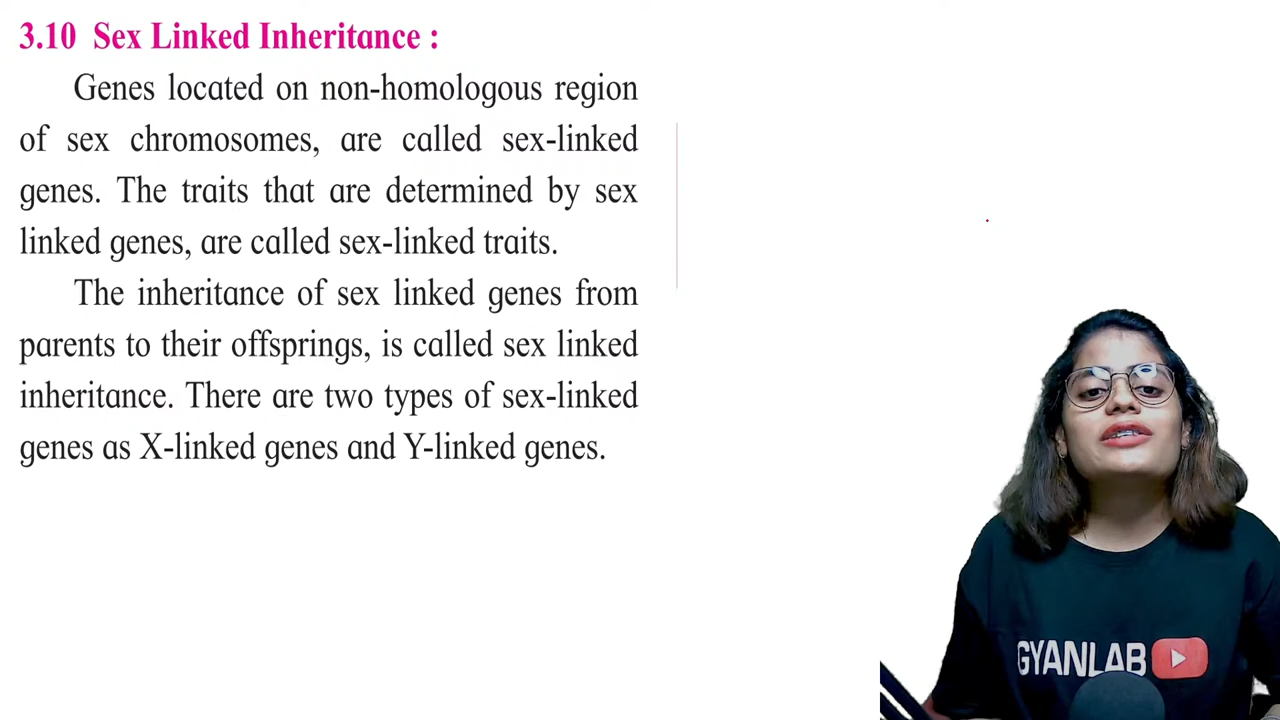 3.10 Sex Linked Inheritance :
Genes located on non-homologous region
of sex chromosomes, are called sex-linked
genes. The traits that are determined by sex
linked genes, are called sex-linked traits.
The inheritance of sex linked genes from
parents to their offsprings, is called sex linked
inheritance. There are two types of sex-linked
genes as X-linked genes and Y-linked genes.
GYANLAB